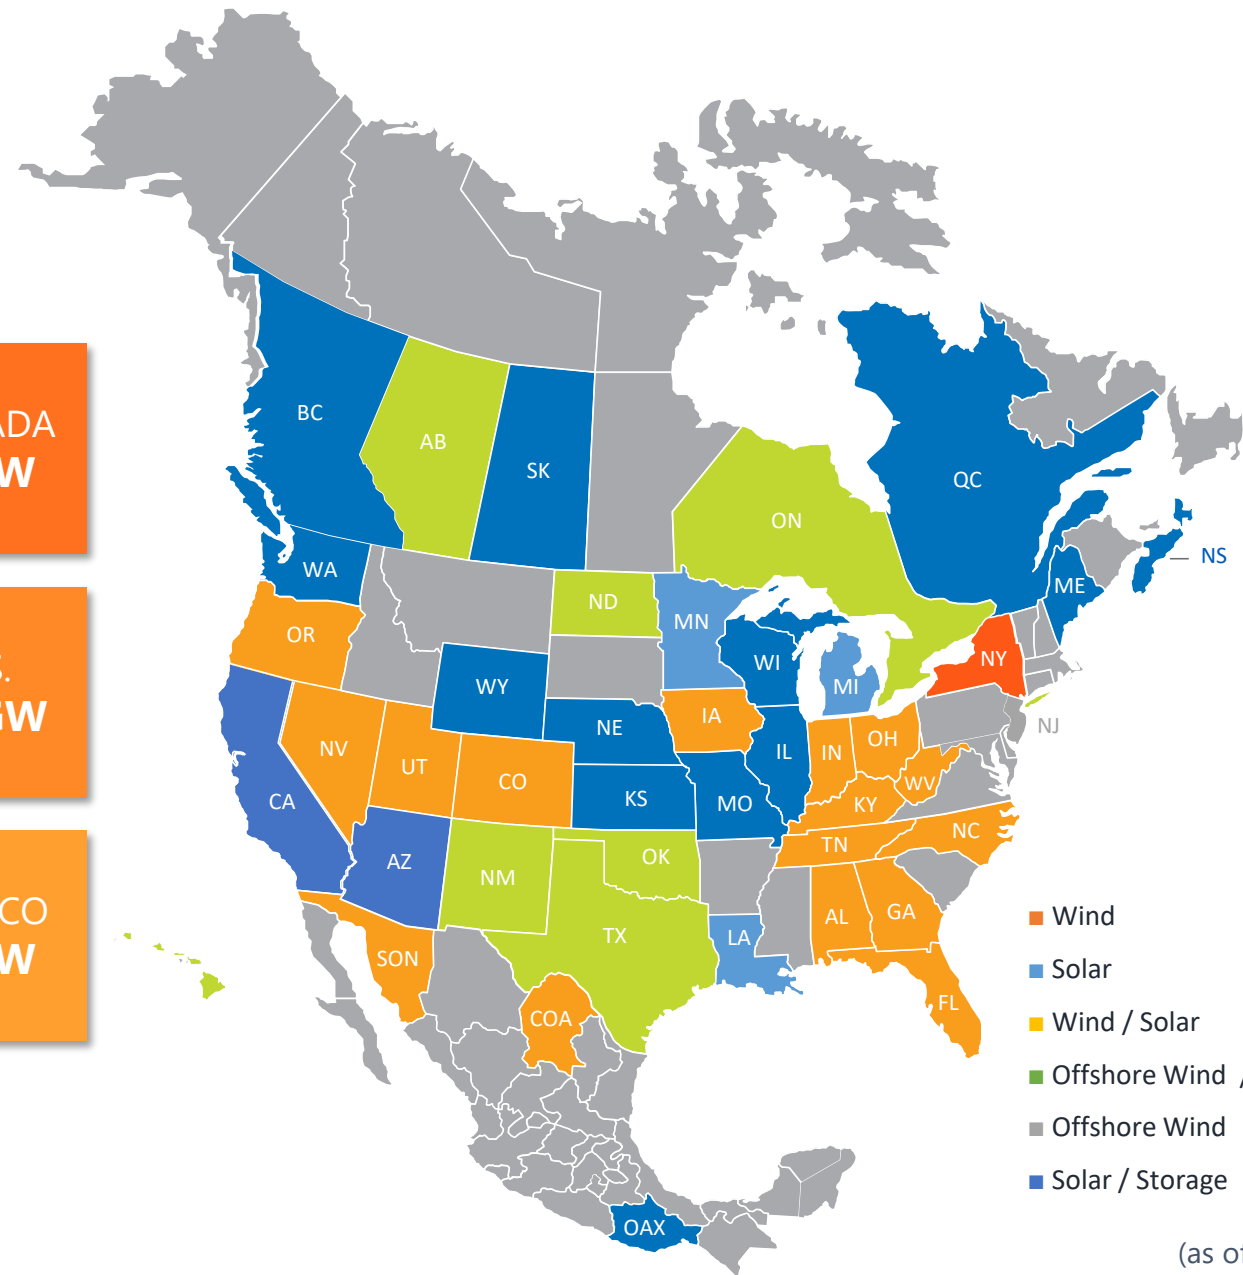 ADA
W
S.
GW
CO
W
BC
AB
SK
ON
QC
NS
WA
ME
ND
MN
OR
WI
NY
MI
WY
IA
NE
NJ
NV
UT
CO
IL
IN
OH
CA
KS
MO
WV
KY
NC
AZ
TN
NM
OK
TX
LA
AL
GA
SON
FL
COA
OAX
Wind
Solar
Wind / Solar
Offshore Wind /
Offshore Wind
Solar / Storage
(as of